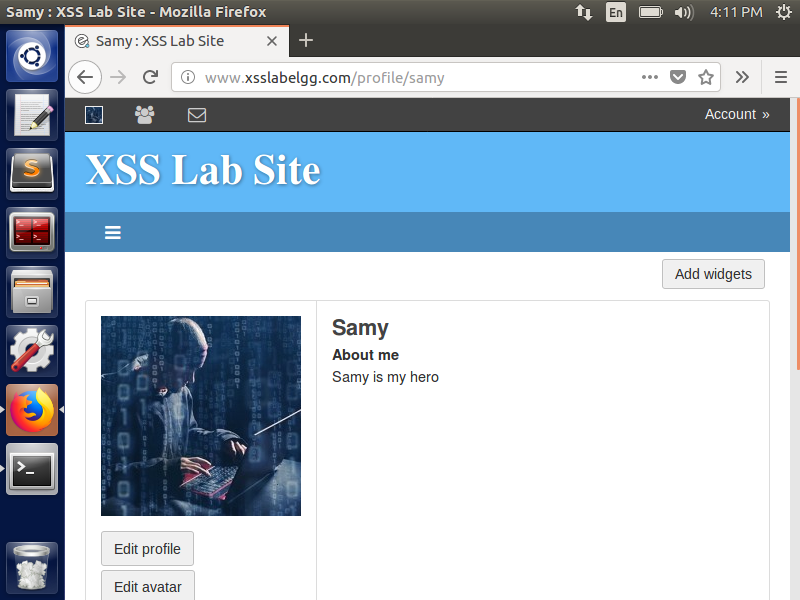 Samy : XSS Lab Site - Mozilla Firefox
En
4:11 PM
Samy : XSS Lab Site
www.xsslabelgg.com/profile/samy
Account »
XSS Lab Site
Add widgets
Samy
About me
Samy is my hero
Edit profile
Edit avatar